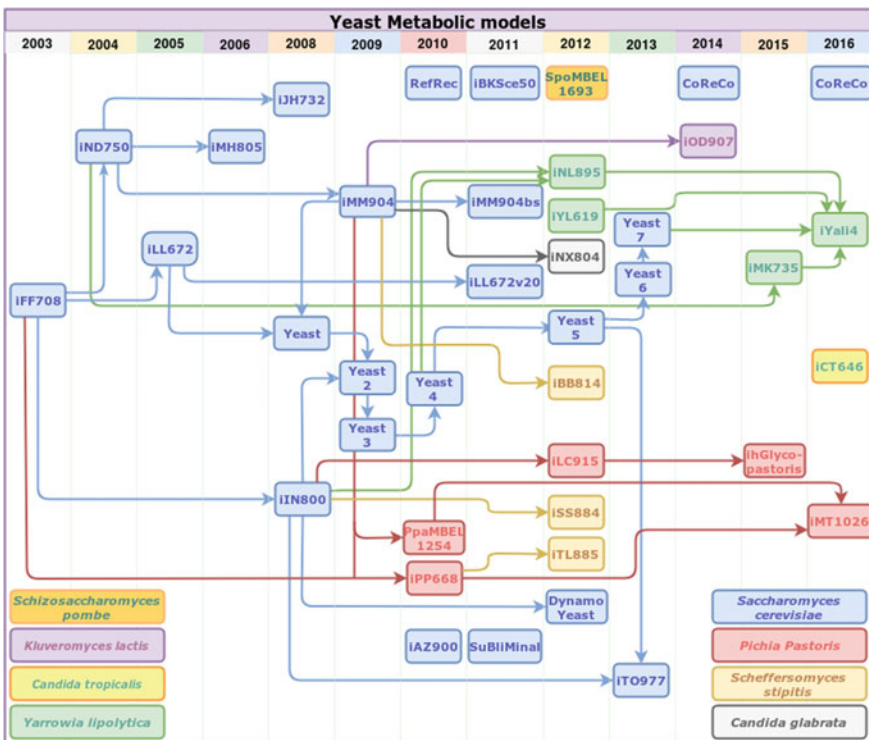 Yeast Metabolic models
2003 2004 2005 2006 2008 2009 2010 2011 2012 2013 2014 2015 2016
iJH732
RefRec
iBKSce50
SpoMBEL
1693
CoReCo
CoReCo
iND750
iMH805
iOD907
iNL895
iMM904
iMM904bs
iYL619
Yeast
7
iYali4
iLL672
iNX804
iMK735
iLL672v20
Yeast
6
iFF708
Yeast
Yeast
5
Yeast
2
Yeast
4
iBB814
iCT646
Yeast
3
iLC915
ihGlyco-
pastoris
iIN800
iSS884
iMT1026
PpaMBEL
1254
iTL885
iPP668
Dynamo
Yeast
iAZ900
SuBliMinal
iTO977
Schizosaccharomyces
pombe
Kluveromyces lactis
Candida tropicalis
Yarrowia lipolytica
Saccharomyces
cerevisiae
Pichia Pastoris
Scheffersomyces
stipitis
Candida glabrata